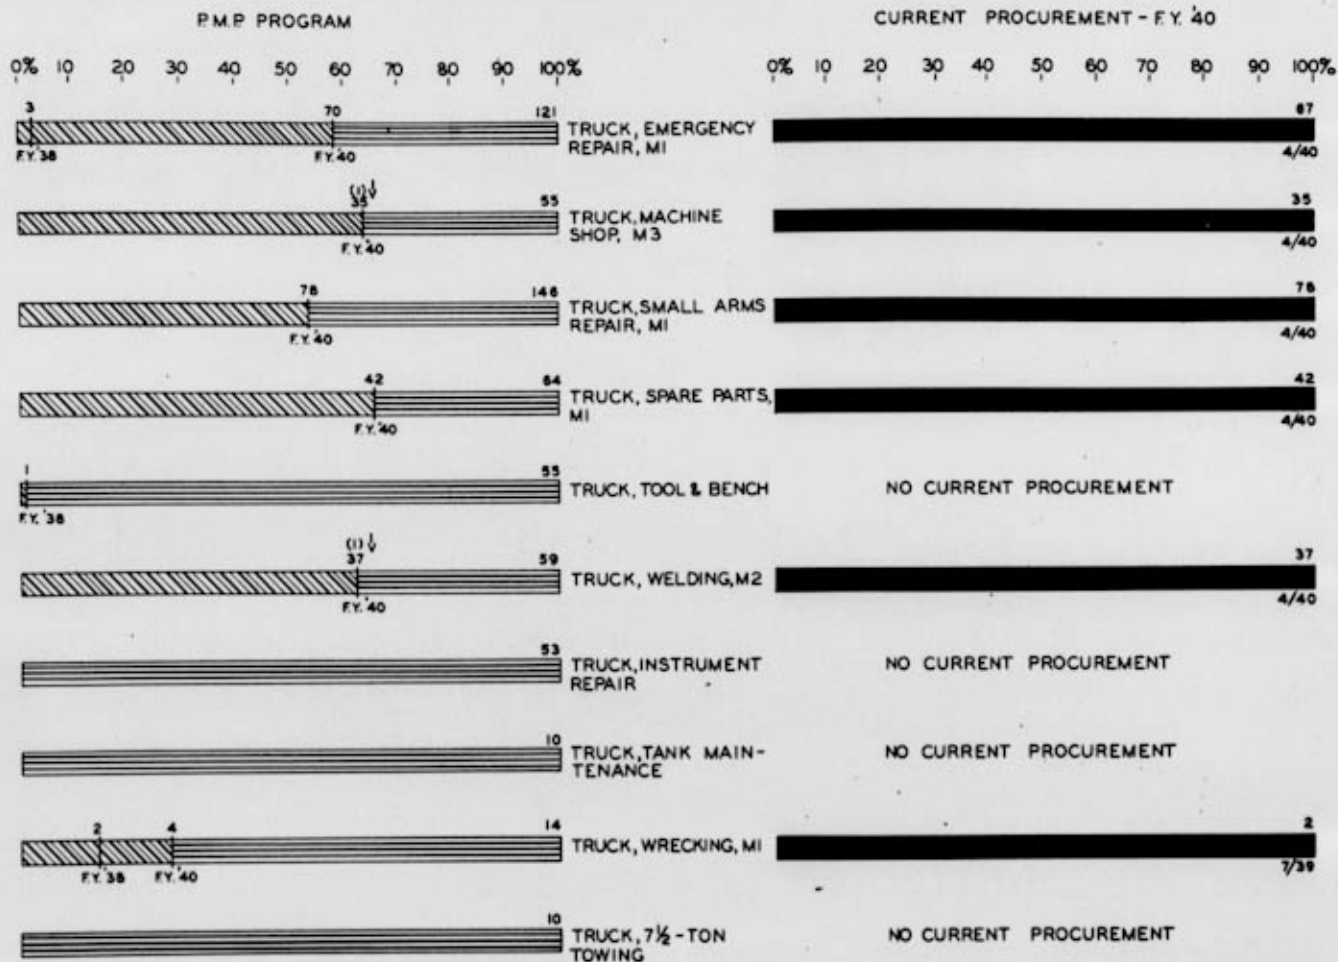 P.M.P. PROGRAM
CURRENT PROCUREMENT - F.Y. '40
0% 10 20 30 40 50 60 70 80 90 100%
0% 10 20 30 40 50 60 70 80 90 100%
3 70 121
TRUCK, EMERGENCY
REPAIR, M1
F.Y. '38 F.Y. '40
67
4/40
(1)
35 55
TRUCK, MACHINE
SHOP, M3
F.Y. '40
35
4/40
78 146
TRUCK, SMALL ARMS
REPAIR, M1
F.Y. '40
78
4/40
42 64
TRUCK, SPARE PARTS,
M1
F.Y. '40
42
4/40
1 55
TRUCK, TOOL & BENCH
F.Y. '38
NO CURRENT PROCUREMENT
(1)
37 59
TRUCK, WELDING, M2
F.Y. '40
37
4/40
53
TRUCK, INSTRUMENT
REPAIR
NO CURRENT PROCUREMENT
10
TRUCK, TANK MAIN-
TENANCE
NO CURRENT PROCUREMENT
2 4 14
TRUCK, WRECKING, M1
F.Y. '38 F.Y. '40
2
7/39
10
TRUCK, 7½-TON
TOWING
NO CURRENT PROCUREMENT